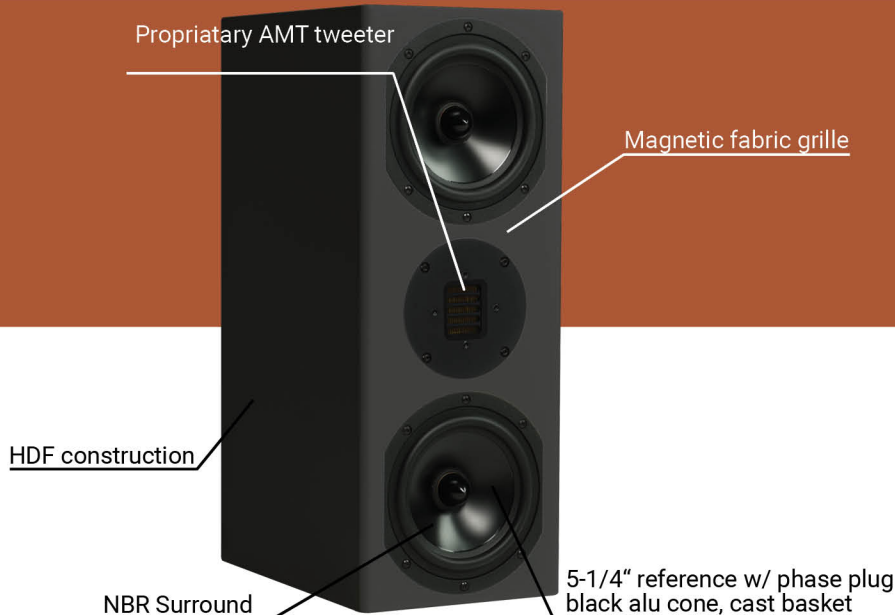 Propriatary AMT tweeter
Magnetic fabric grille
HDF construction
NBR Surround
5-1/4“ reference w/ phase plug
black alu cone, cast basket